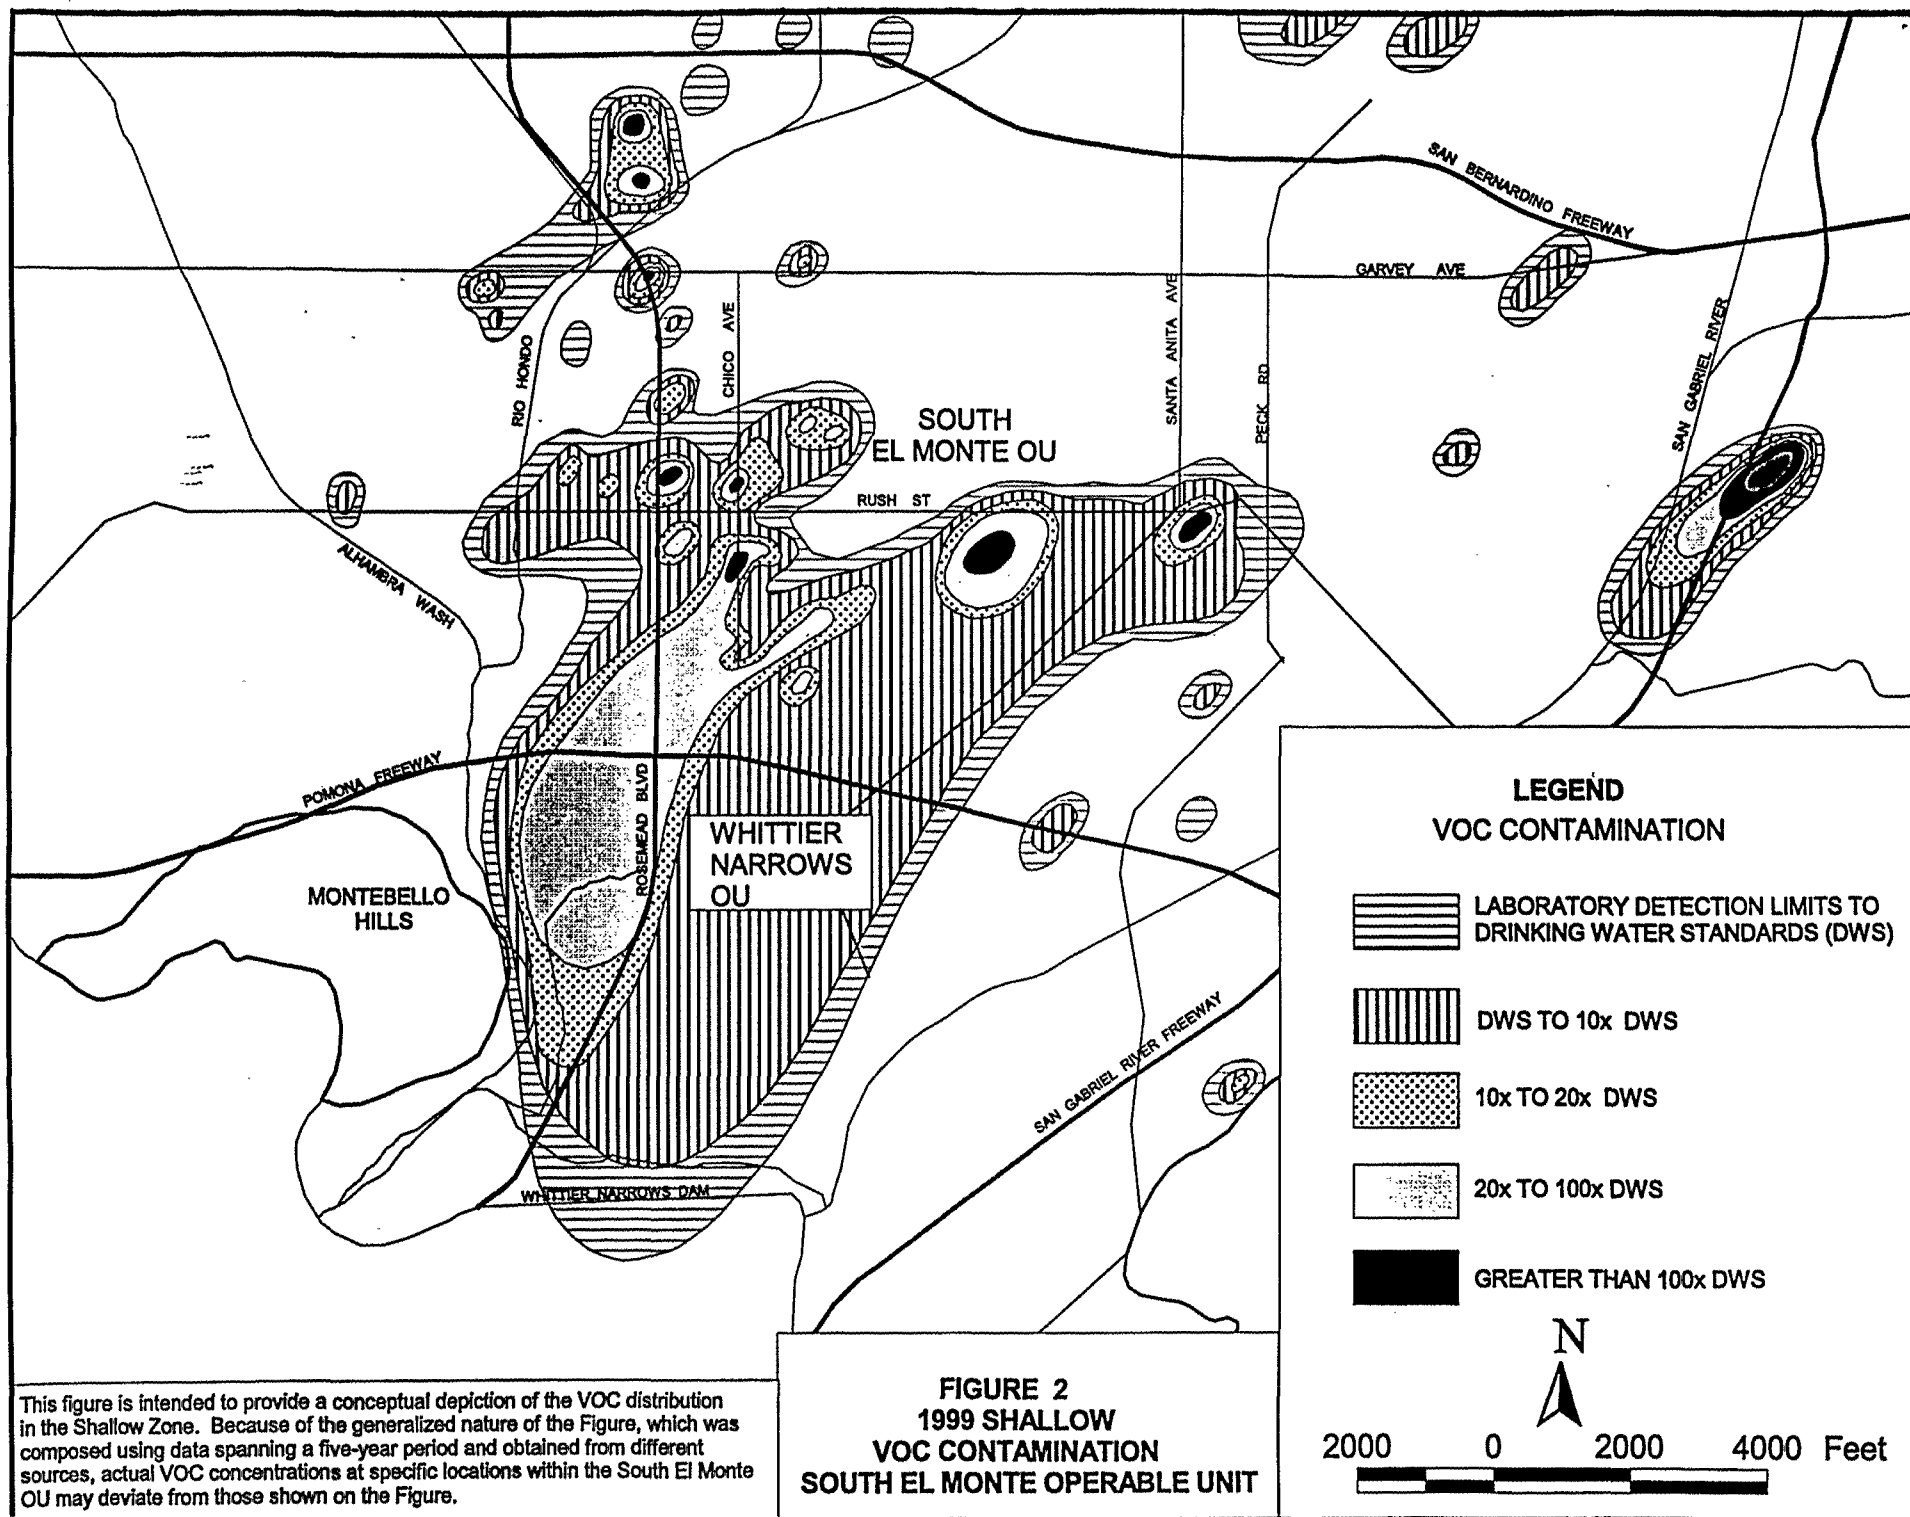 SAN BERNARDINO FREEWAY
GARVEY AVE
CHICO AVE
SANTA ANITA AVE
PECK RD
SAN GABRIEL RIVER
RIO HONDO
SOUTH
EL MONTE OU
RUSH ST
ALHAMBRA WASH
POMONA FREEWAY
ROSEMEAD BLVD
WHITTIER
NARROWS
OU
MONTEBELLO
HILLS
SAN GABRIEL RIVER FREEWAY
WHITTIER NARROWS DAM
LEGEND
VOC CONTAMINATION
LABORATORY DETECTION LIMITS TO
DRINKING WATER STANDARDS (DWS)
DWS TO 10x DWS
10x TO 20x DWS
20x TO 100x DWS
GREATER THAN 100x DWS
N
2000 0 2000 4000 Feet
This figure is intended to provide a conceptual depiction of the VOC distribution
in the Shallow Zone. Because of the generalized nature of the Figure, which was
composed using data spanning a five-year period and obtained from different
sources, actual VOC concentrations at specific locations within the South El Monte
OU may deviate from those shown on the Figure.
FIGURE 2
1999 SHALLOW
VOC CONTAMINATION
SOUTH EL MONTE OPERABLE UNIT